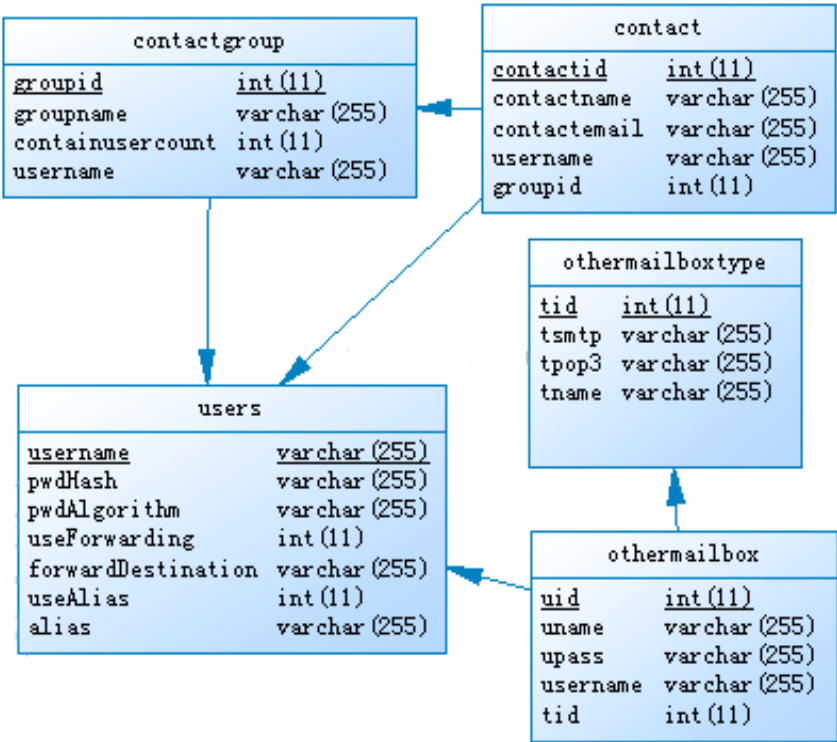 contactgroup
groupid int(11)
groupname varchar(255)
containusercount int(11)
username varchar(255)
contact
contactid int(11)
contactname varchar(255)
contactemail varchar(255)
username varchar(255)
groupid int(11)
othermailboxtype
tid int(11)
tsmtp varchar(255)
tpop3 varchar(255)
tname varchar(255)
users
username varchar(255)
pwdHash varchar(255)
pwdAlgorithm varchar(255)
useForwarding int(11)
forwardDestination varchar(255)
useAlias int(11)
alias varchar(255)
othermailbox
uid int(11)
uname varchar(255)
upass varchar(255)
username varchar(255)
tid int(11)